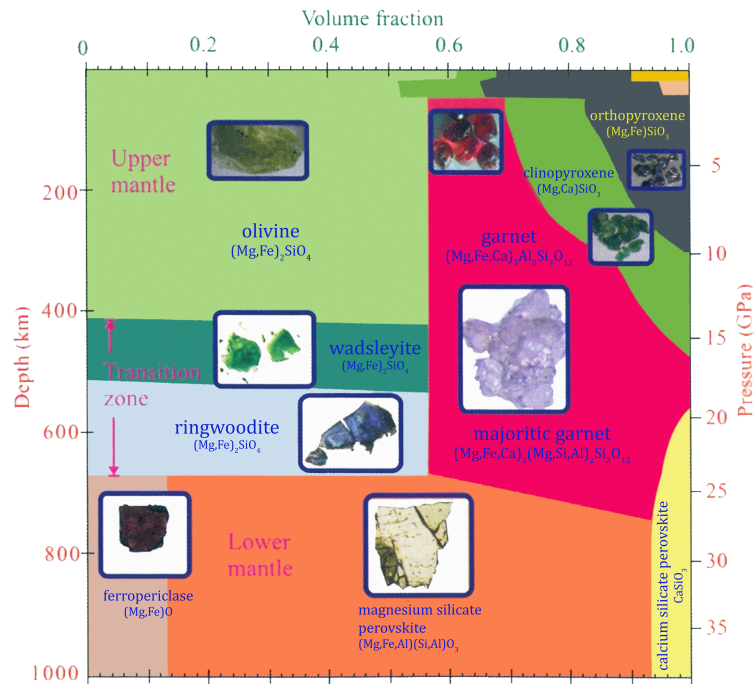 Volume fraction
0 0.2 0.4 0.6 0.8 1.0
orthopyroxene
(Mg,Fe)SiO₃
Upper
mantle
5
clinopyroxene
(Mg,Ca)SiO₃
200
olivine
(Mg,Fe)₂SiO₄
garnet
(Mg,Fe,Ca)₃Al₂Si₃O₁₂
10
400
wadsleyite
(Mg,Fe)₂SiO₄
15
Transition
zone
Depth (km)
Pressure (GPa)
20
ringwoodite
(Mg,Fe)₂SiO₄
majoritic garnet
(Mg,Fe,Ca)₃(Mg,Si,Al)₂Si₃O₁₂
600
25
800
Lower
mantle
30
ferropericlase
(Mg,Fe)O
magnesium silicate
perovskite
(Mg,Fe,Al)(Si,Al)O₃
calcium silicate perovskite
CaSiO₃
35
1000